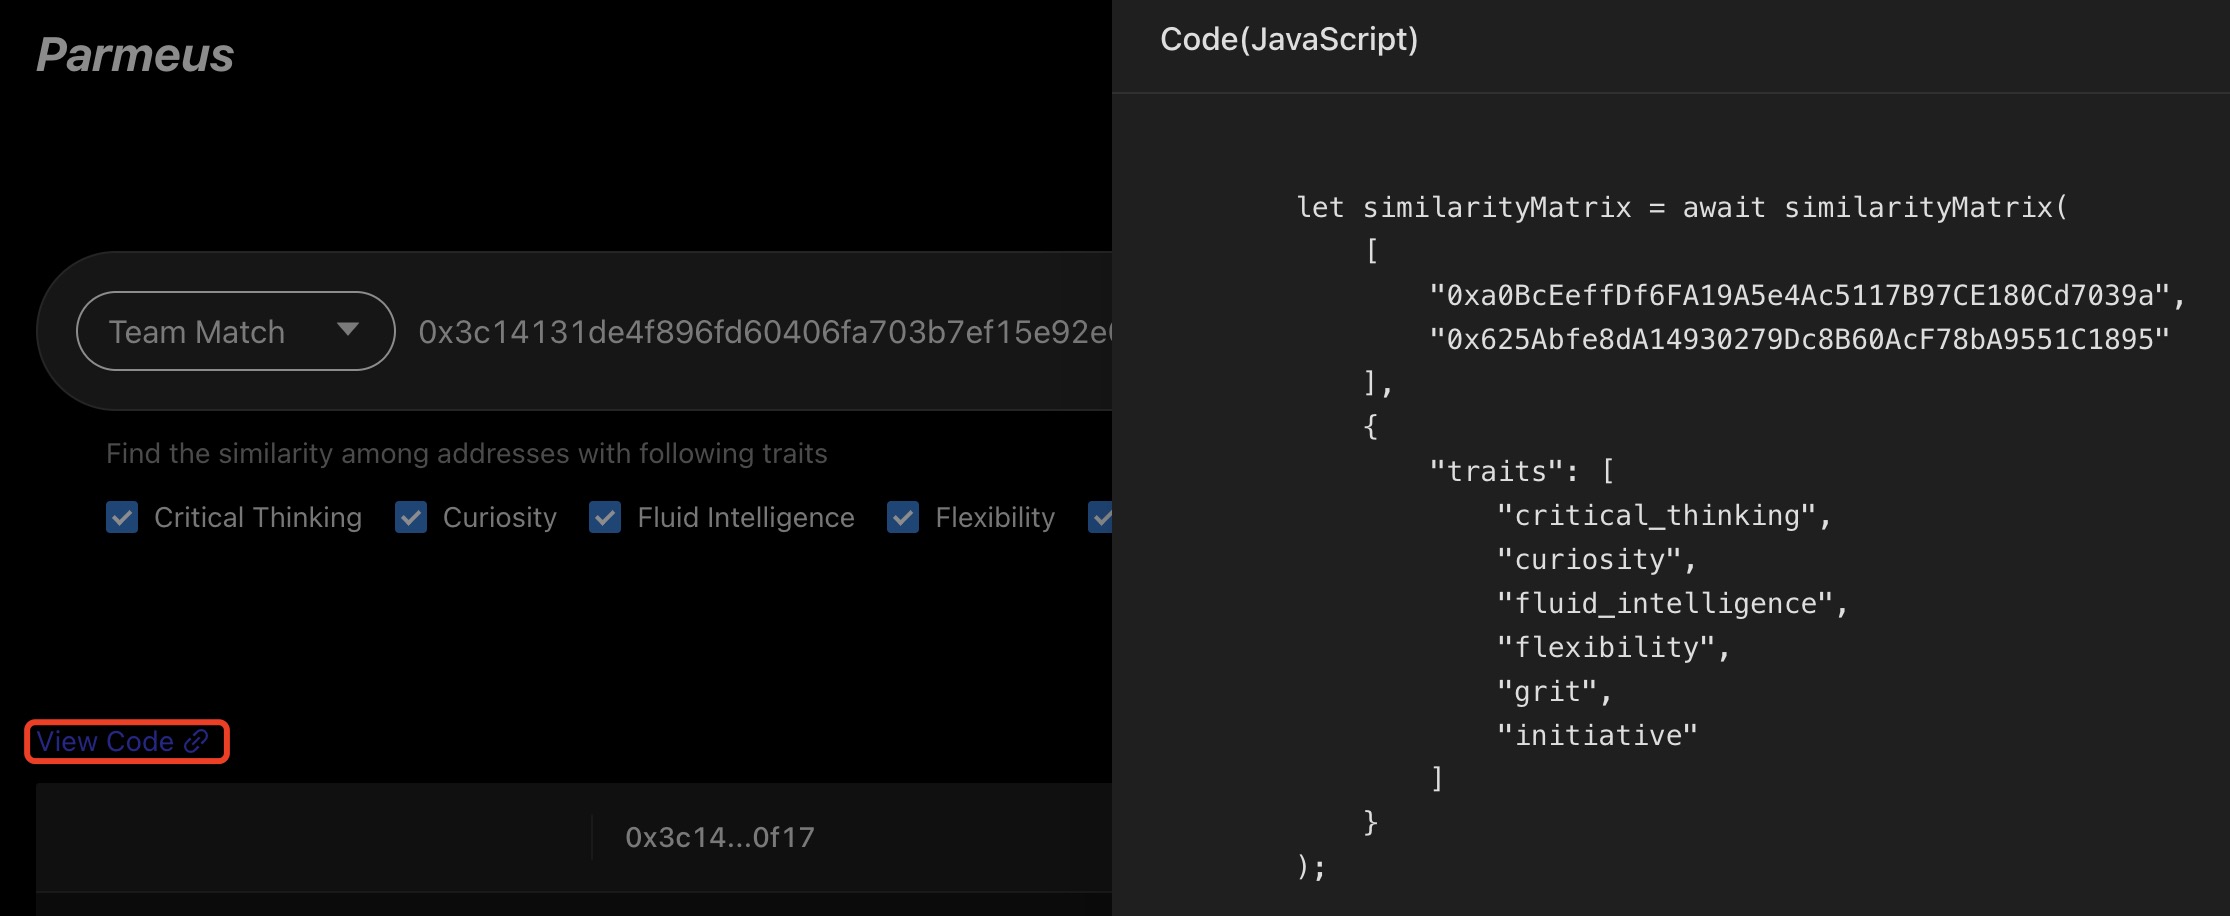 Parmeus
Team Match
0x3c14131de4f896fd60406fa703b7ef15e92e
Find the similarity among addresses with following traits
Critical Thinking Curiosity Fluid Intelligence Flexibility
View Code
0x3c14...0f17
Code(JavaScript)
let similarityMatrix = await similarityMatrix(
[
"0xa0BcEeffDf6FA19A5e4Ac5117B97CE180Cd7039a",
"0x625Abfe8dA14930279Dc8B60AcF78bA9551C1895"
],
{
"traits": [
"critical_thinking",
"curiosity",
"fluid_intelligence",
"flexibility",
"grit",
"initiative"
]
}
);